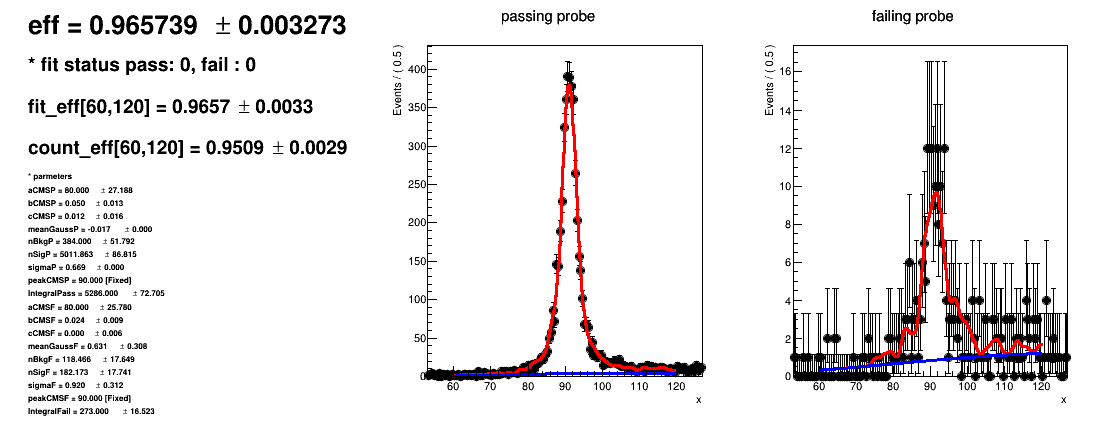 eff = 0.965739 ± 0.003273
* fit status pass: 0, fail : 0
fit_eff[60,120] = 0.9657 ± 0.0033
count_eff[60,120] = 0.9509 ± 0.0029
* parmeters
aCMSP = 80.000 ± 27.188
bCMSP = 0.050 ± 0.013
cCMSP = 0.012 ± 0.016
meanGaussP = -0.017 ± 0.000
nBkgP = 384.000 ± 51.792
nSigP = 5011.863 ± 86.815
sigmaP = 0.669 ± 0.000
peakCMSP = 90.000 [Fixed]
IntegralPass = 5286.000 ± 72.705
aCMSF = 80.000 ± 25.780
bCMSF = 0.024 ± 0.009
cCMSF = 0.000 ± 0.006
meanGaussF = 0.631 ± 0.308
nBkgF = 118.466 ± 17.649
nSigF = 182.173 ± 17.741
sigmaF = 0.920 ± 0.312
peakCMSF = 90.000 [Fixed]
IntegralFail = 273.000 ± 16.523
passing probe
Events / ( 0.5 )
400
350
300
250
200
150
100
50
0
60 70 80 90 100 110 120
x
failing probe
Events / ( 0.5 )
16
14
12
10
8
6
4
2
0
60 70 80 90 100 110 120
x